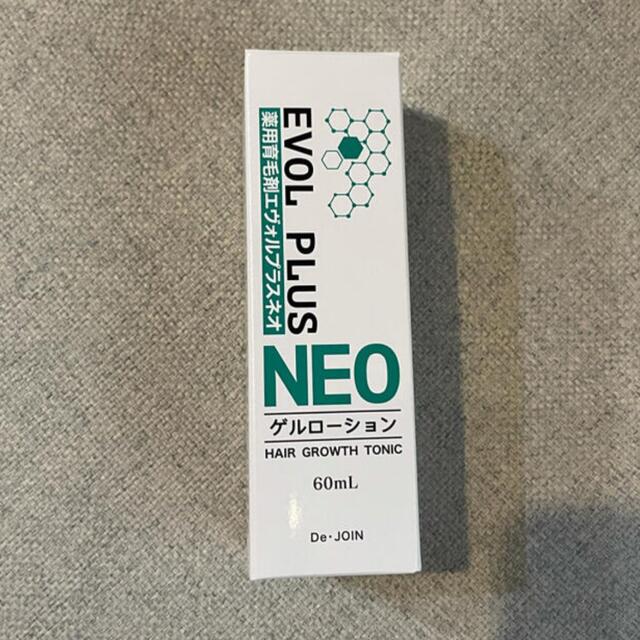 EVOL PLUS
薬用育毛剤エヴォルプラスネオ
NEO
ゲルローション
HAIR GROWTH TONIC
60mL
De・JOIN